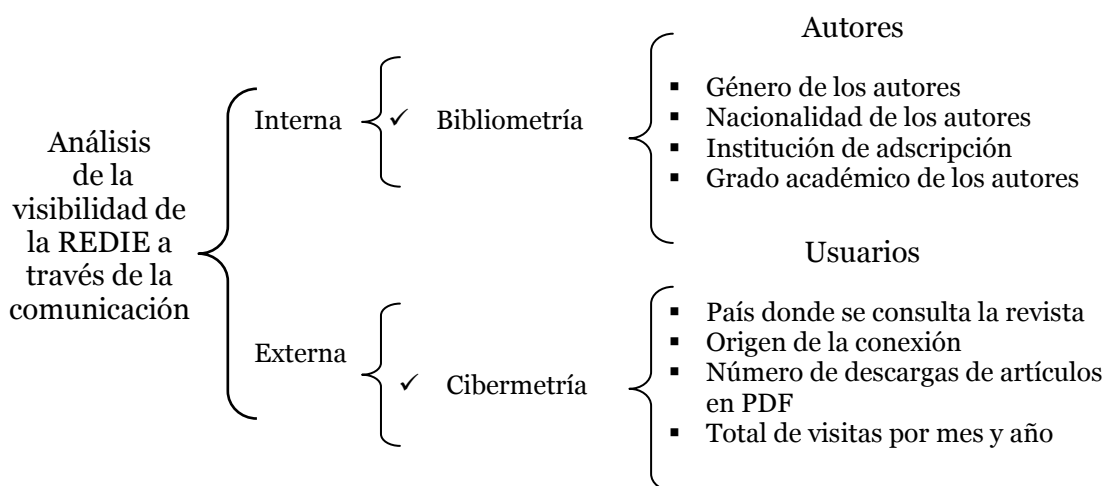 Análisis
de la
visibilidad de
la REDIE a
través de la
comunicación
Interna
✓ Bibliometría
Autores
▪ Género de los autores
▪ Nacionalidad de los autores
▪ Institución de adscripción
▪ Grado académico de los autores
Externa
✓ Cibermetría
Usuarios
▪ País donde se consulta la revista
▪ Origen de la conexión
▪ Número de descargas de artículos
en PDF
▪ Total de visitas por mes y año